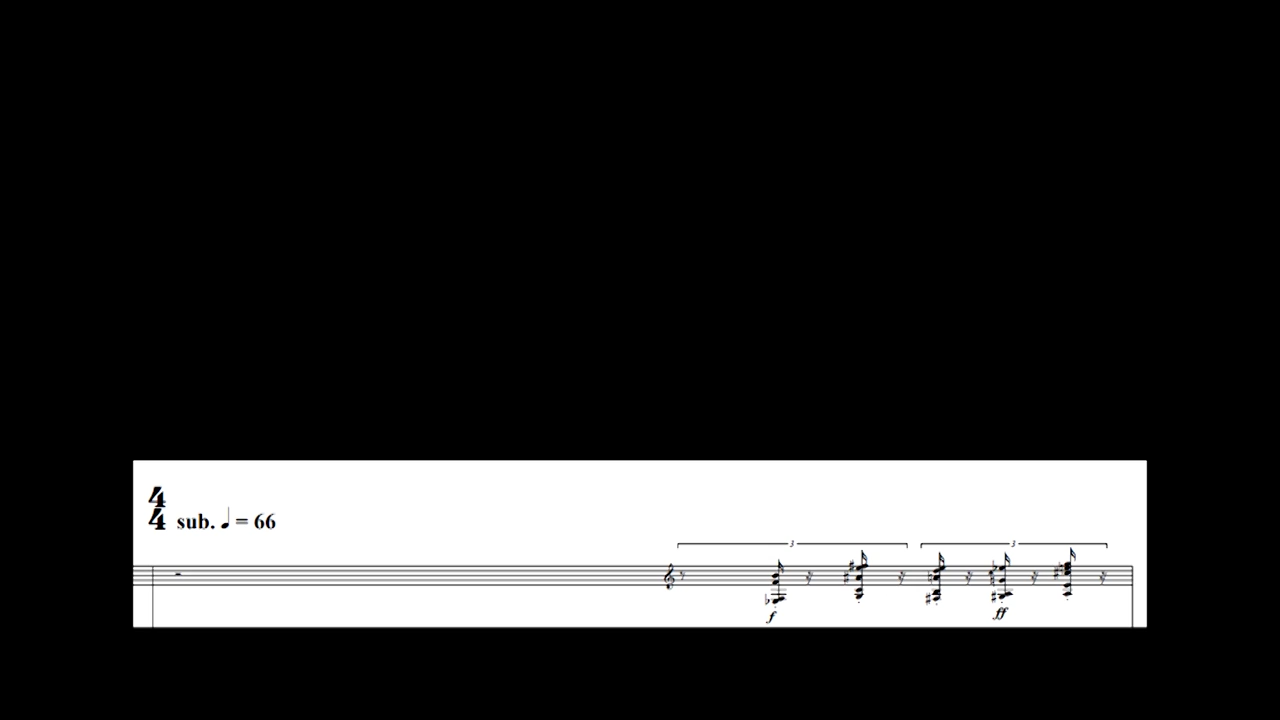 4
4
sub. ♩ = 66
3 3
f ff